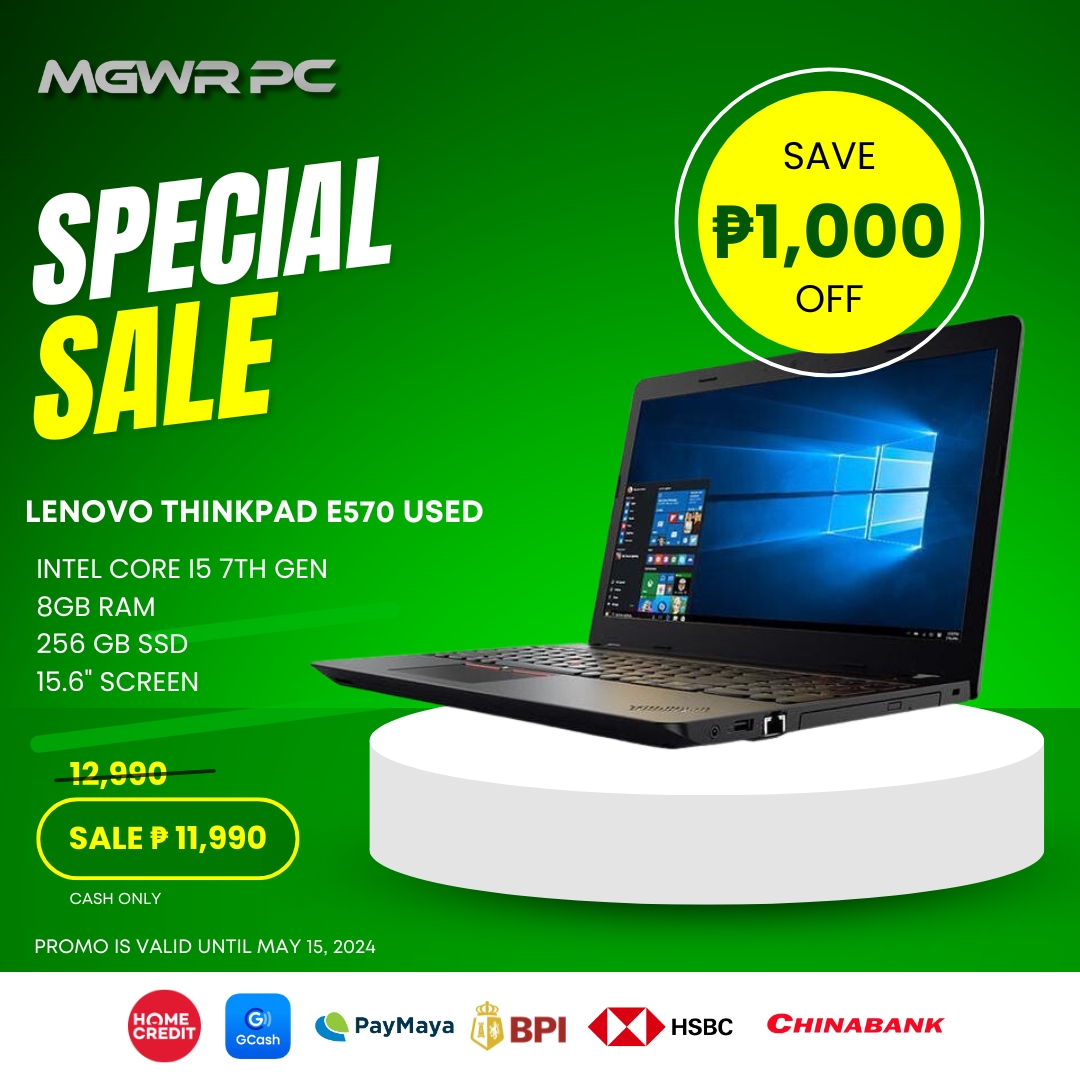 MGWR PC
SPECIAL
SALE
SAVE
₱1,000
OFF
LENOVO THINKPAD E570 USED
INTEL CORE I5 7TH GEN
8GB RAM
256 GB SSD
15.6" SCREEN
12,990
SALE ₱ 11,990
CASH ONLY
PROMO IS VALID UNTIL MAY 15, 2024
HOME
CREDIT
G
GCash
PayMaya
BPI
HSBC
CHINABANK